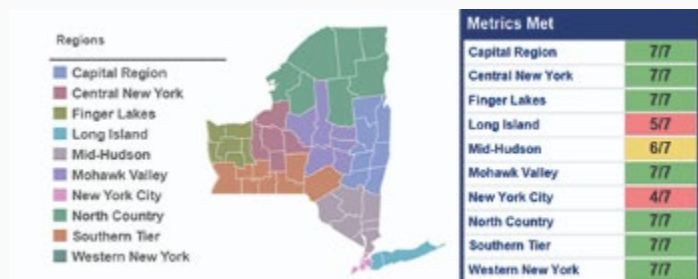 Regions
Capital Region
Central New York
Finger Lakes
Long Island
Mid-Hudson
Mohawk Valley
New York City
North Country
Southern Tier
Western New York
Metrics Met
Capital Region 7/7
Central New York 7/7
Finger Lakes 7/7
Long Island 5/7
Mid-Hudson 6/7
Mohawk Valley 7/7
New York City 4/7
North Country 7/7
Southern Tier 7/7
Western New York 7/7